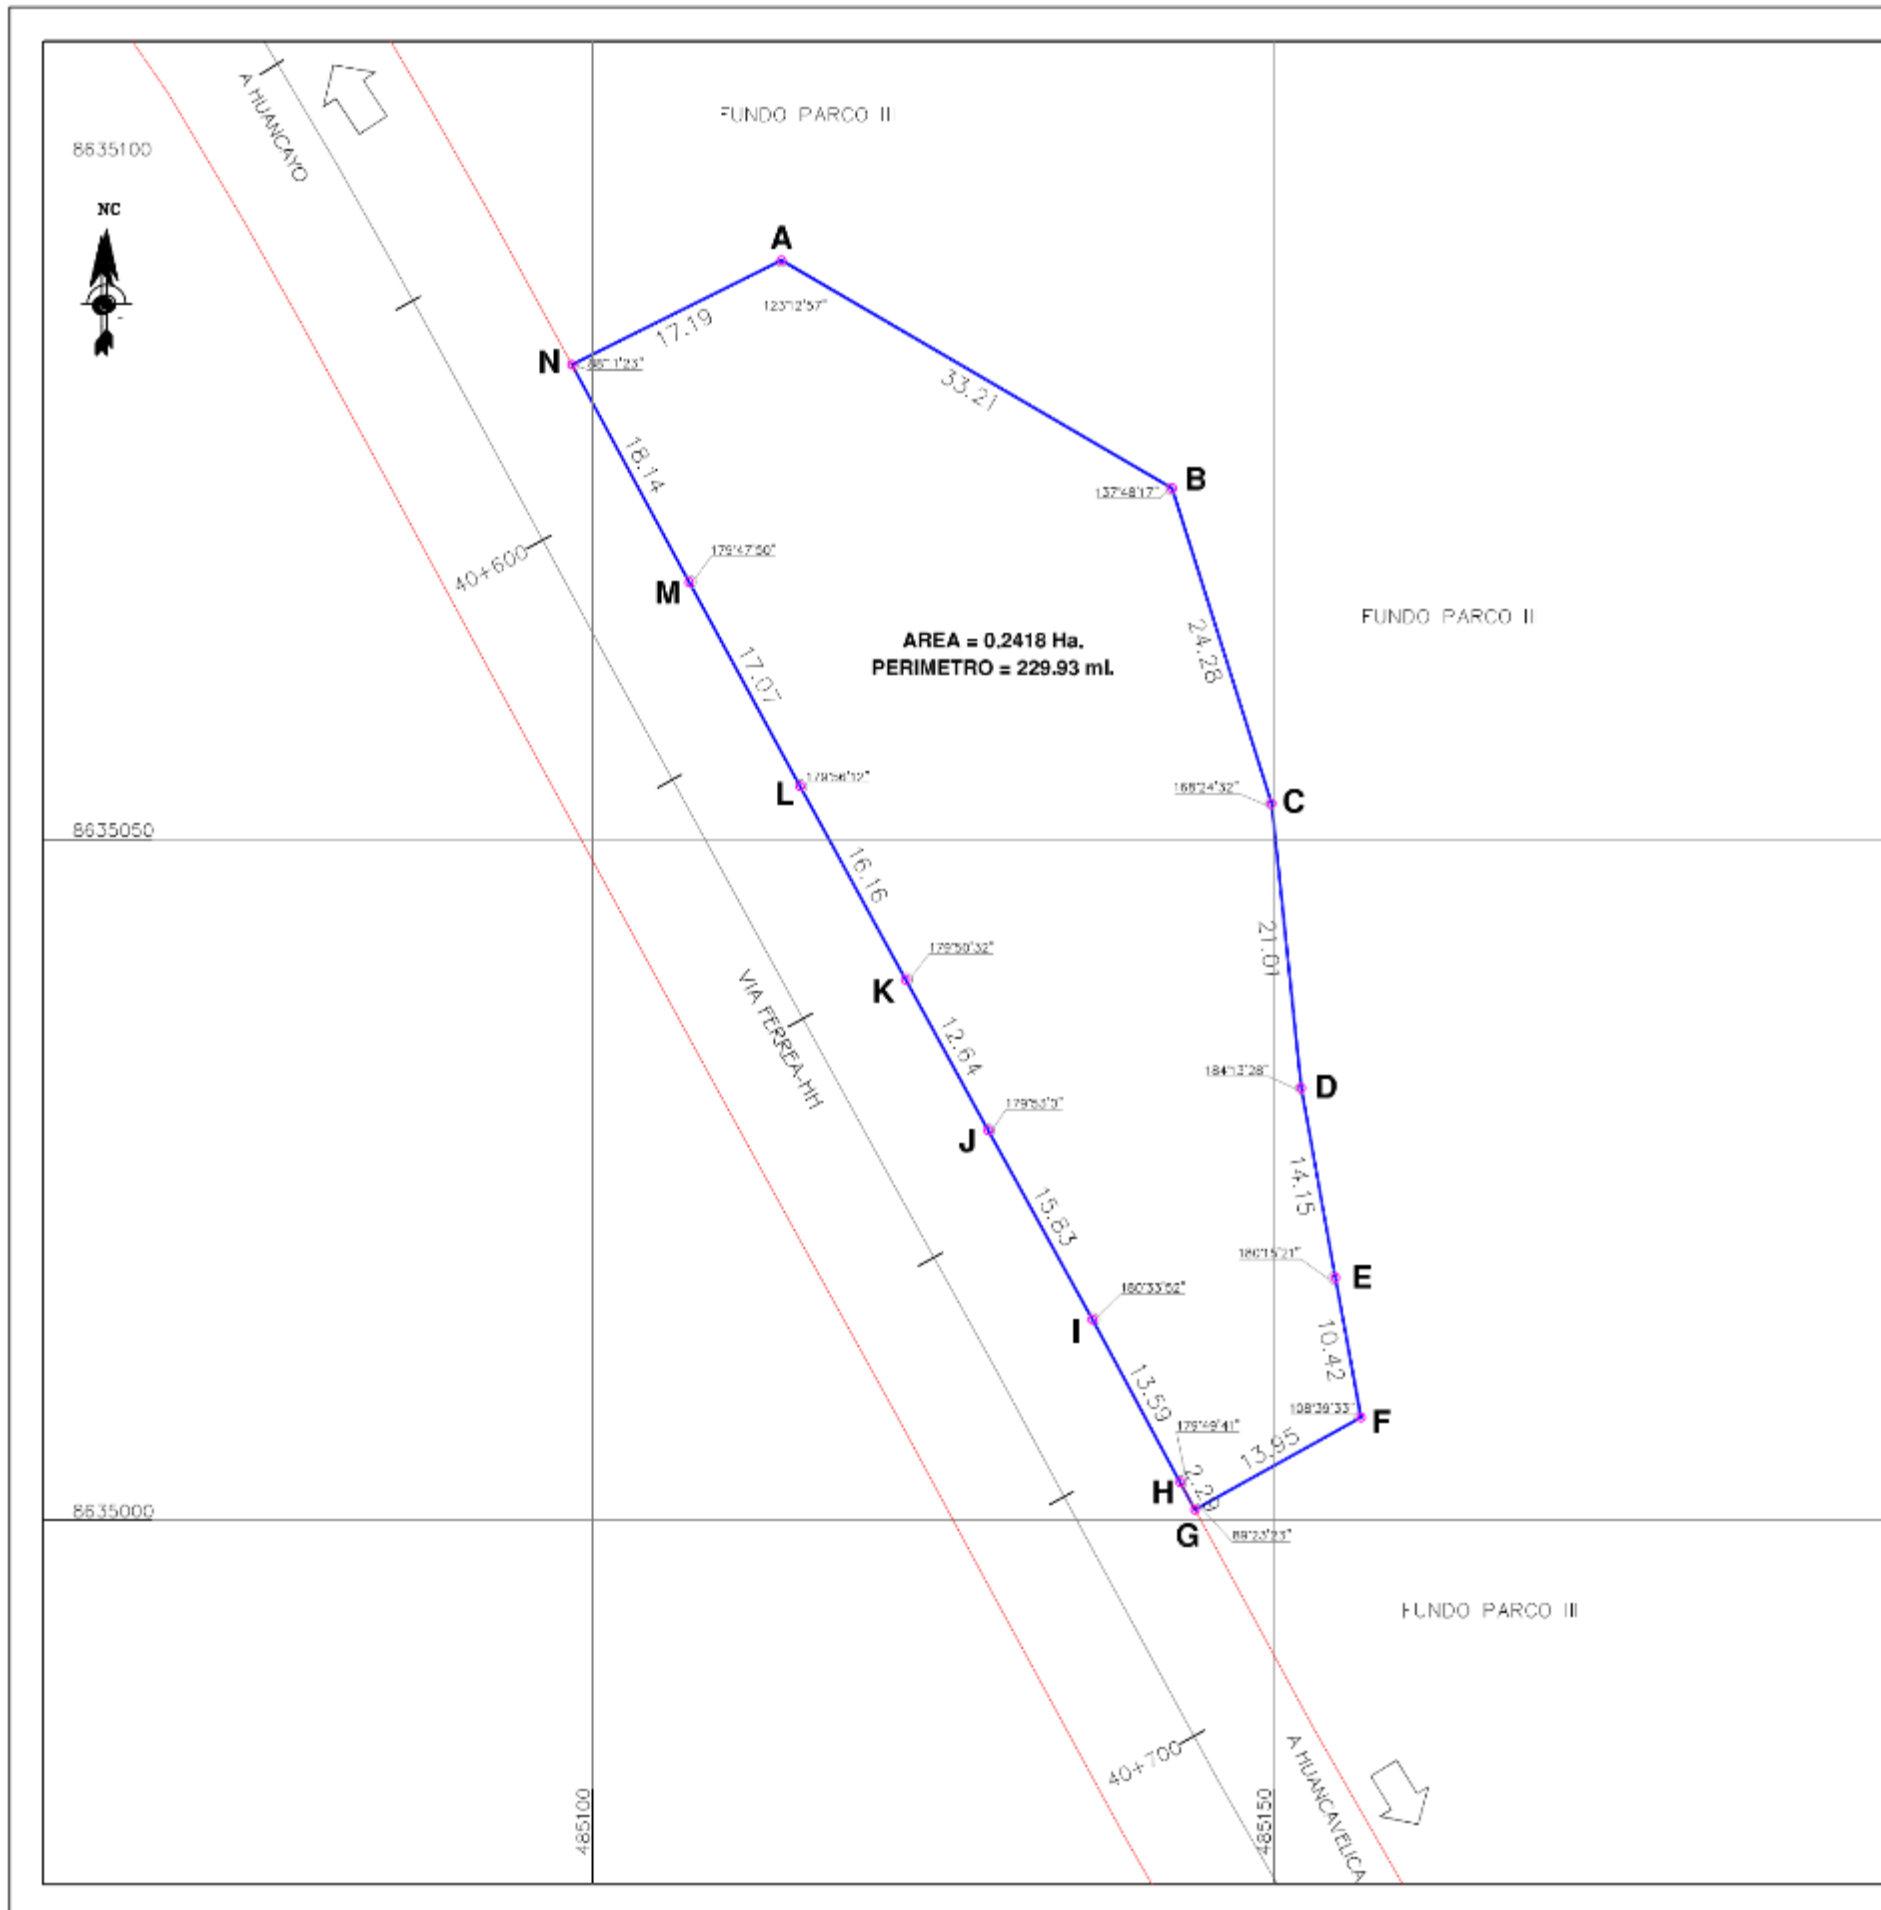 A HUANCAYO
FUNDO PARCO II
8635100
NC
A
123°12'57"
17.19
N
33.21
B
137°48'17"
18.14
179°47'50"
M
40+600
FUNDO PARCO II
AREA = 0.2418 Ha.
PERIMETRO = 229.93 ml.
24.28
17.07
179°56'12"
L
168°24'32"
C
8635050
16.16
21.01
179°50'32"
K
VIA FERREA-HH
12.64
184°13'28"
D
179°53'0"
J
14.15
15.83
180°15'21"
E
180°33'52"
I
10.42
13.59
108°39'33"
F
179°49'41"
13.95
H
8635000
G
89°23'23"
FUNDO PARCO III
40+700
A HUANCAVELICA
485100
485150